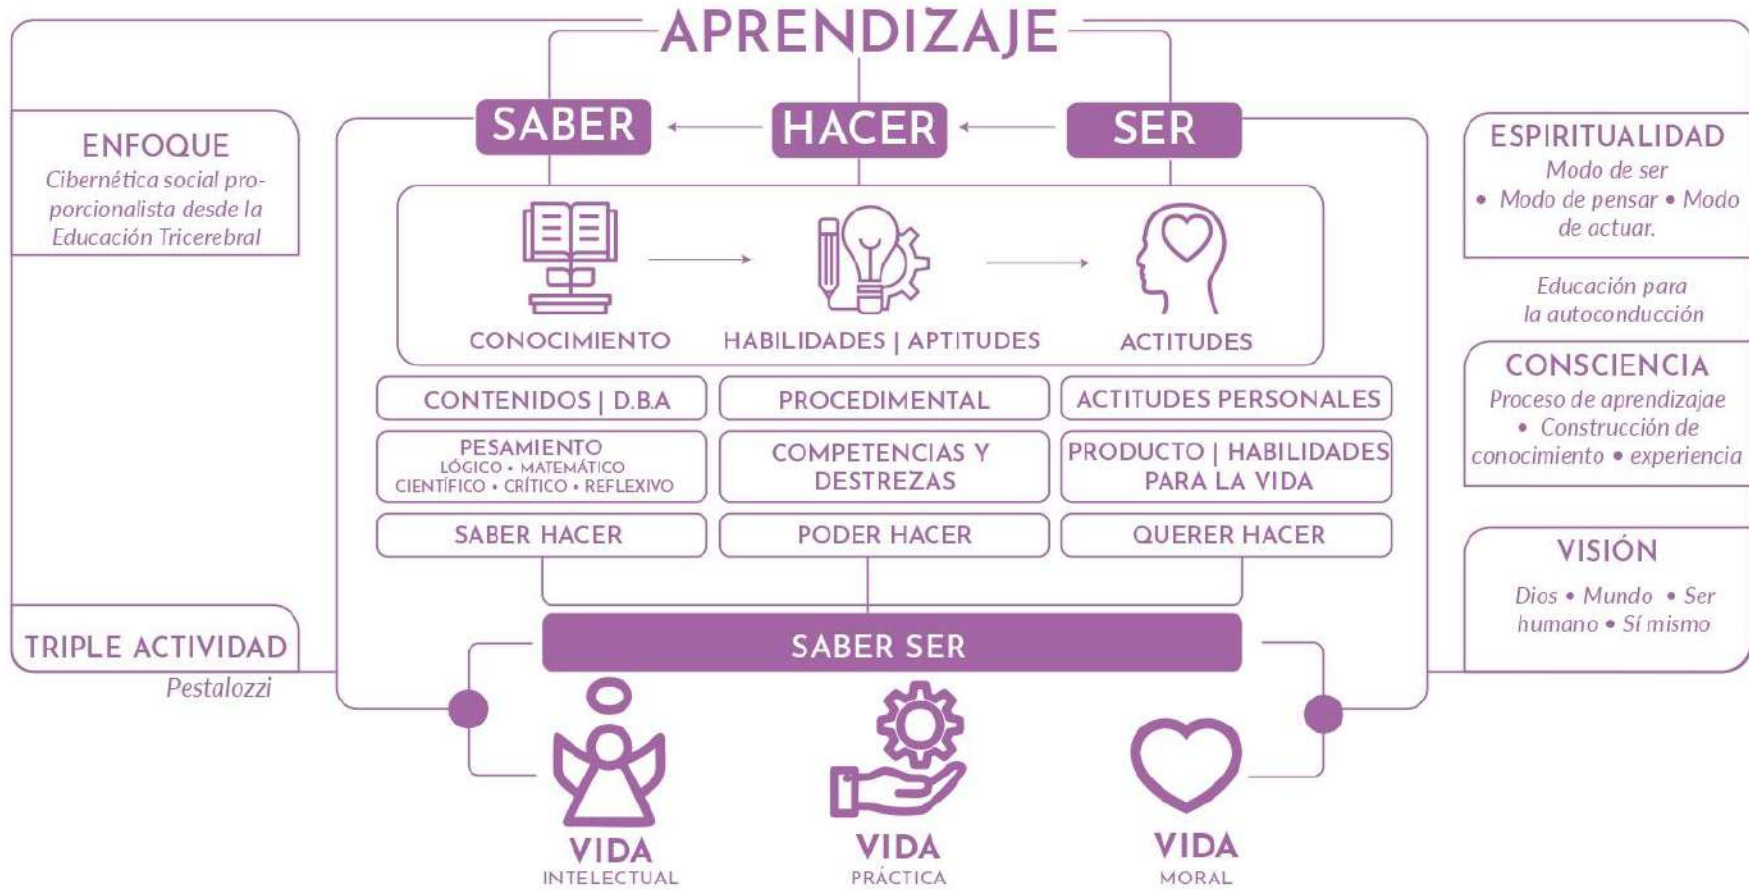 APRENDIZAJE
SABER
HACER
SER
ENFOQUE
Cibernética social pro-
porcionalista desde la
Educación Tricerebral
ESPIRITUALIDAD
Modo de ser
• Modo de pensar • Modo
de actuar.
Educación para
la autoconducción
CONOCIMIENTO
HABILIDADES | APTITUDES
ACTITUDES
CONSCIENCIA
Proceso de aprendizajae
• Construcción de
conocimiento • experiencia
CONTENIDOS | D.B.A
PROCEDIMENTAL
ACTITUDES PERSONALES
PESAMIENTO
LÓGICO • MATEMÁTICO
CIENTÍFICO • CRÍTICO • REFLEXIVO
COMPETENCIAS Y
DESTREZAS
PRODUCTO | HABILIDADES
PARA LA VIDA
SABER HACER
PODER HACER
QUERER HACER
VISIÓN
Dios • Mundo • Ser
humano • Sí mismo
TRIPLE ACTIVIDAD
Pestalozzi
SABER SER
VIDA
INTELECTUAL
VIDA
PRÁCTICA
VIDA
MORAL